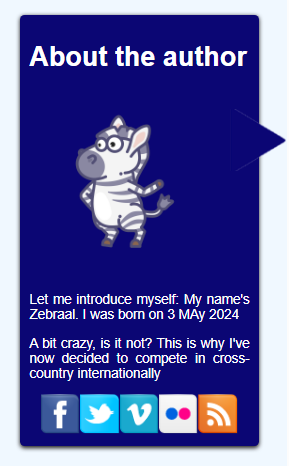 About the author
Let me introduce myself: My name's
Zebraal. I was born on 3 MAy 2024
A bit crazy, is it not? This is why I've
now decided to compete in cross-
country internationally